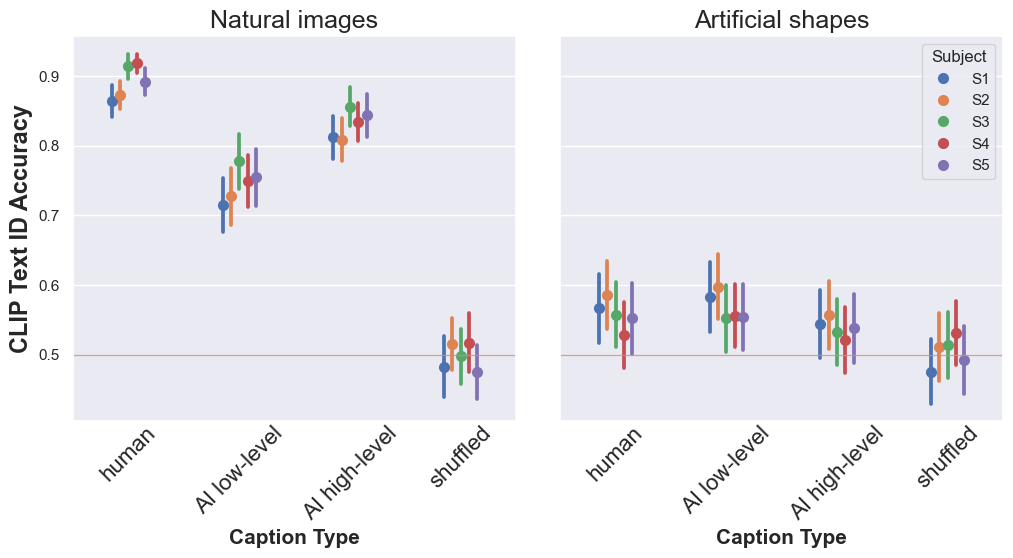 Natural images
Artificial shapes
CLIP Text ID Accuracy
0.9
0.8
0.7
0.6
0.5
Subject
S1
S2
S3
S4
S5
human
AI low-level
AI high-level
shuffled
human
AI low-level
AI high-level
shuffled
Caption Type
Caption Type